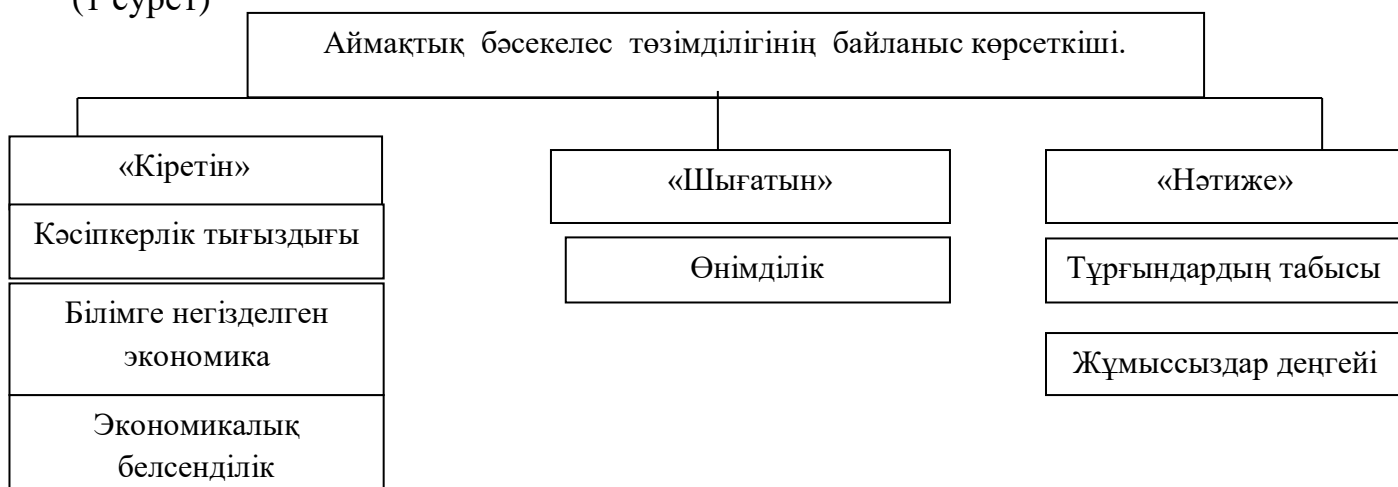 (1 сурет)
Аймақтық бәсекелес төзімділігінің байланыс көрсеткіші.
«Кіретін»
Кәсіпкерлік тығыздығы
Білімге негізделген
экономика
Экономикалық
белсенділік
«Шығатын»
Өнімділік
«Нәтиже»
Тұрғындардың табысы
Жұмыссыздар деңгейі